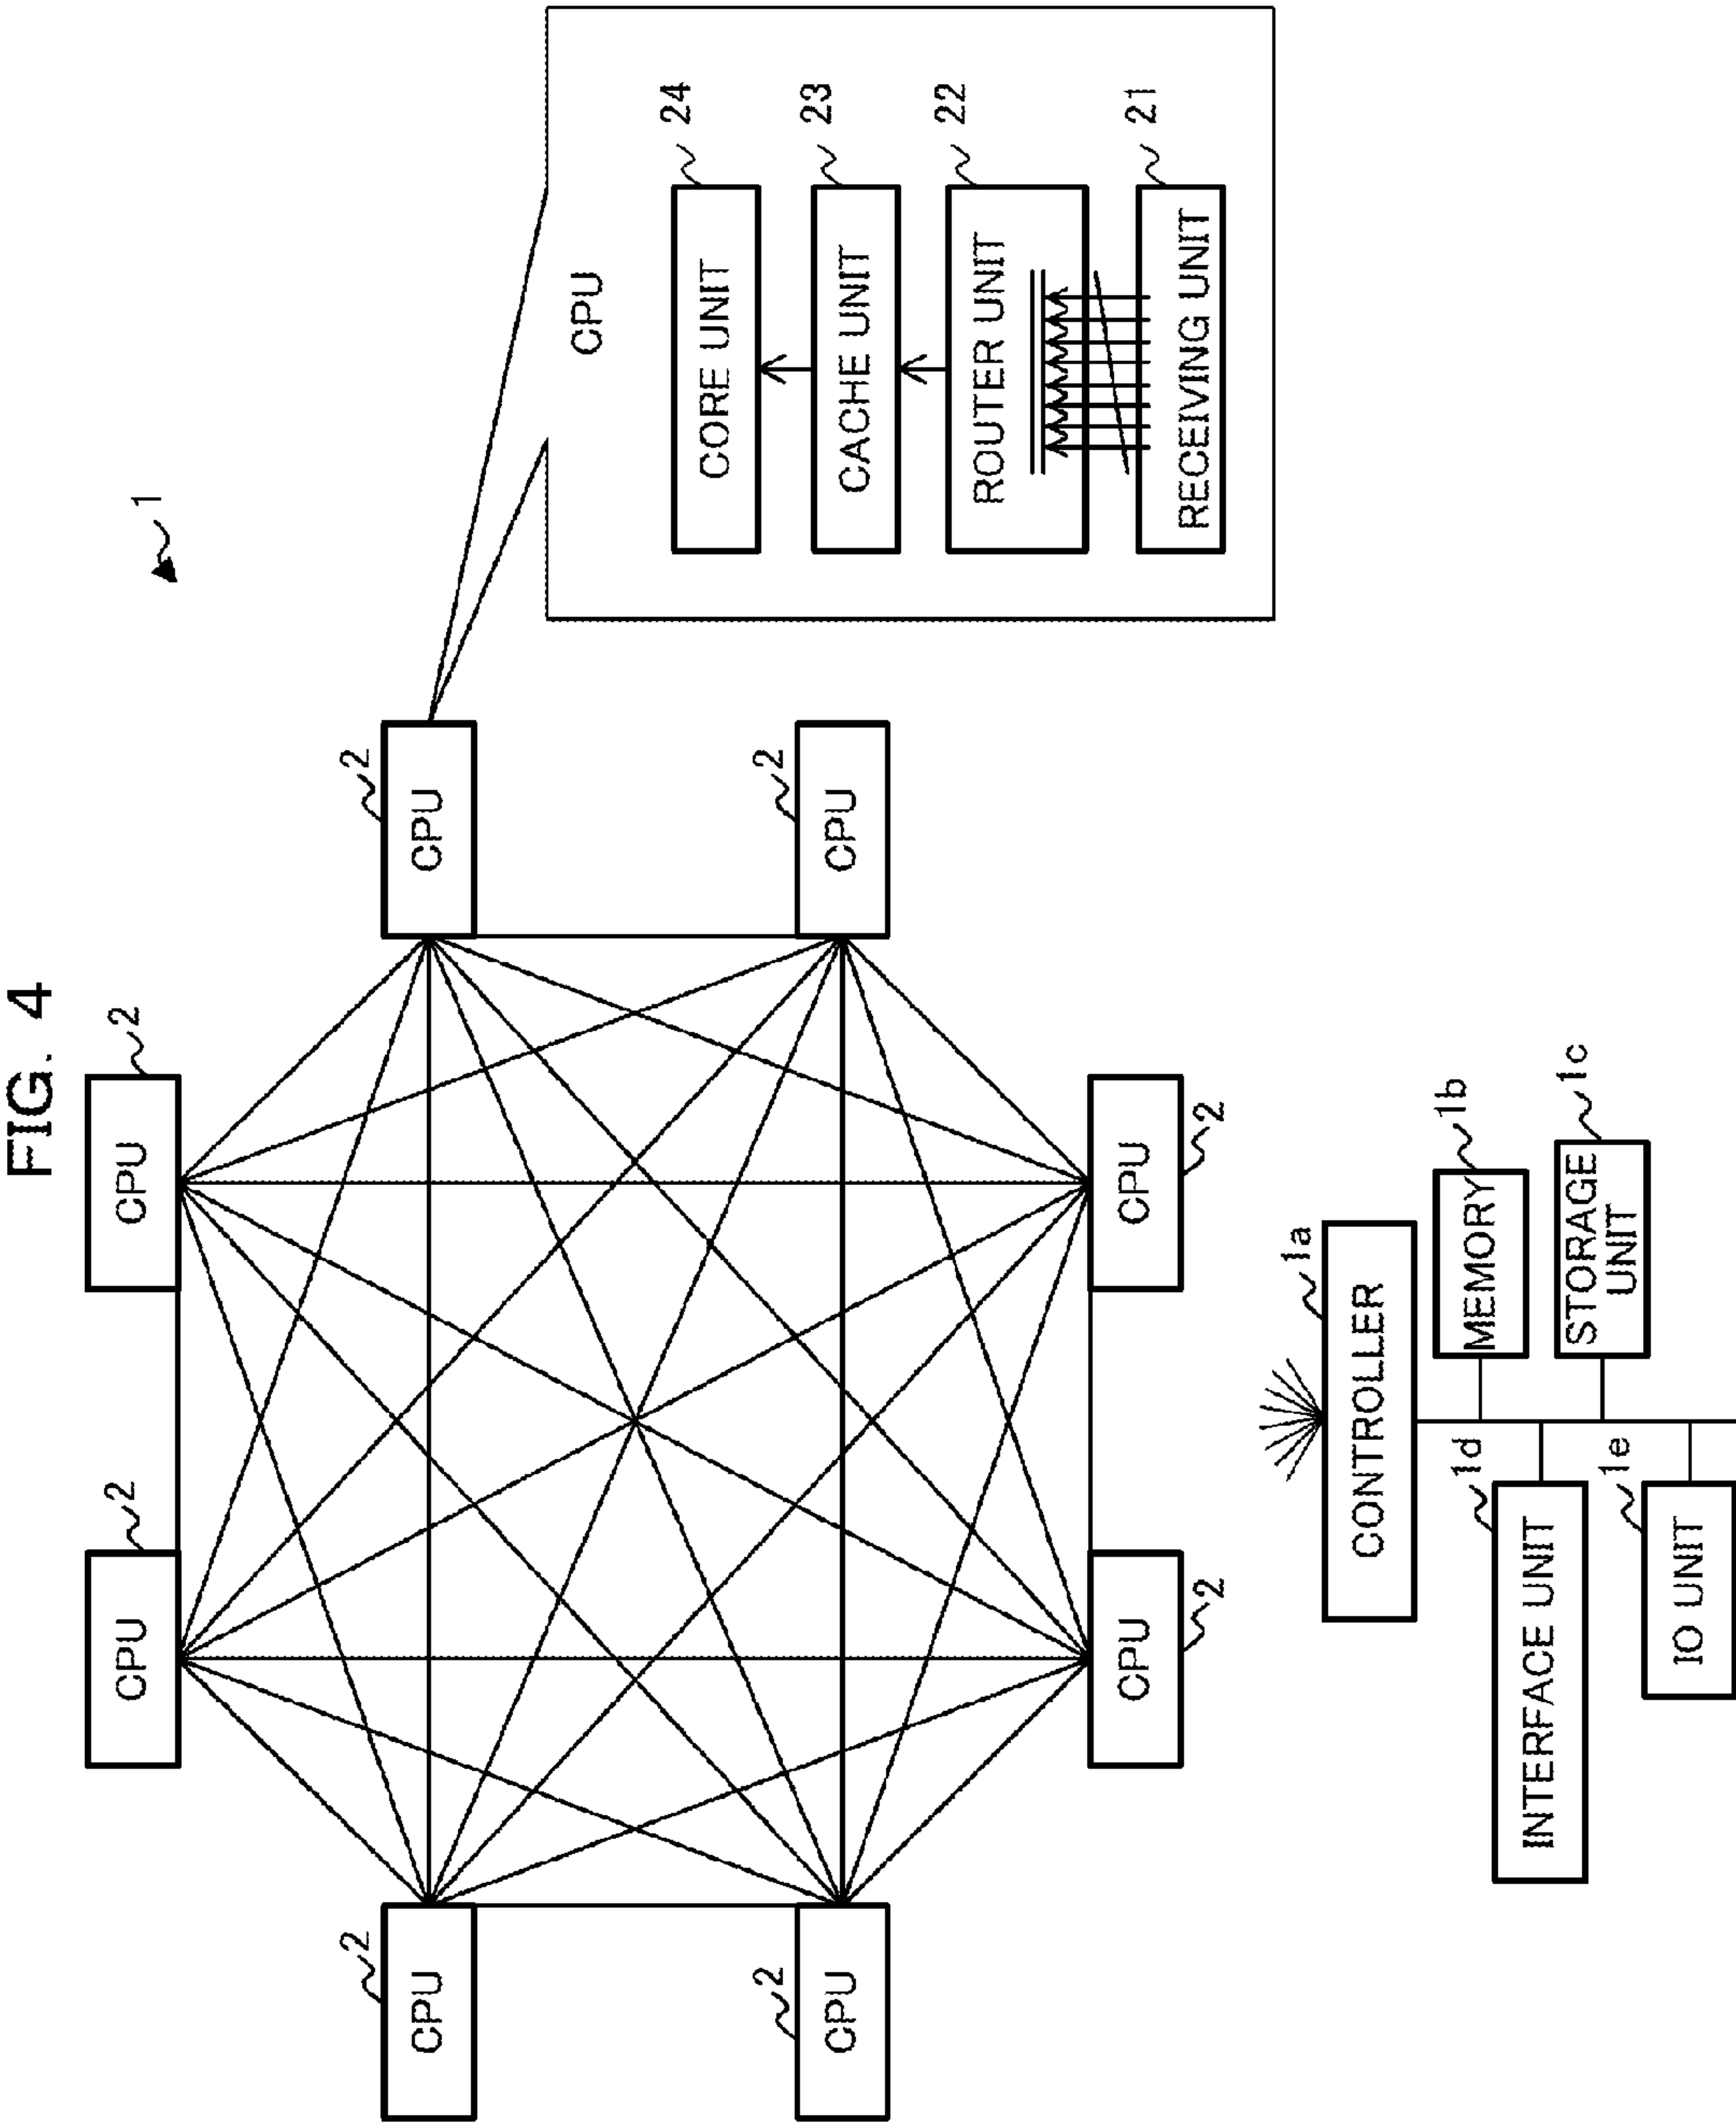 FIG. 4
1
CPU
2
CPU
2
CPU
2
CPU
2
CPU
2
CPU
2
CPU
2
CPU
2
CPU
CORE UNIT
24
CACHE UNIT
23
ROUTER UNIT
22
RECEIVING UNIT
21
CONTROLLER
1a
MEMORY
1b
STORAGE
UNIT
1c
INTERFACE UNIT
1d
IO UNIT
1e